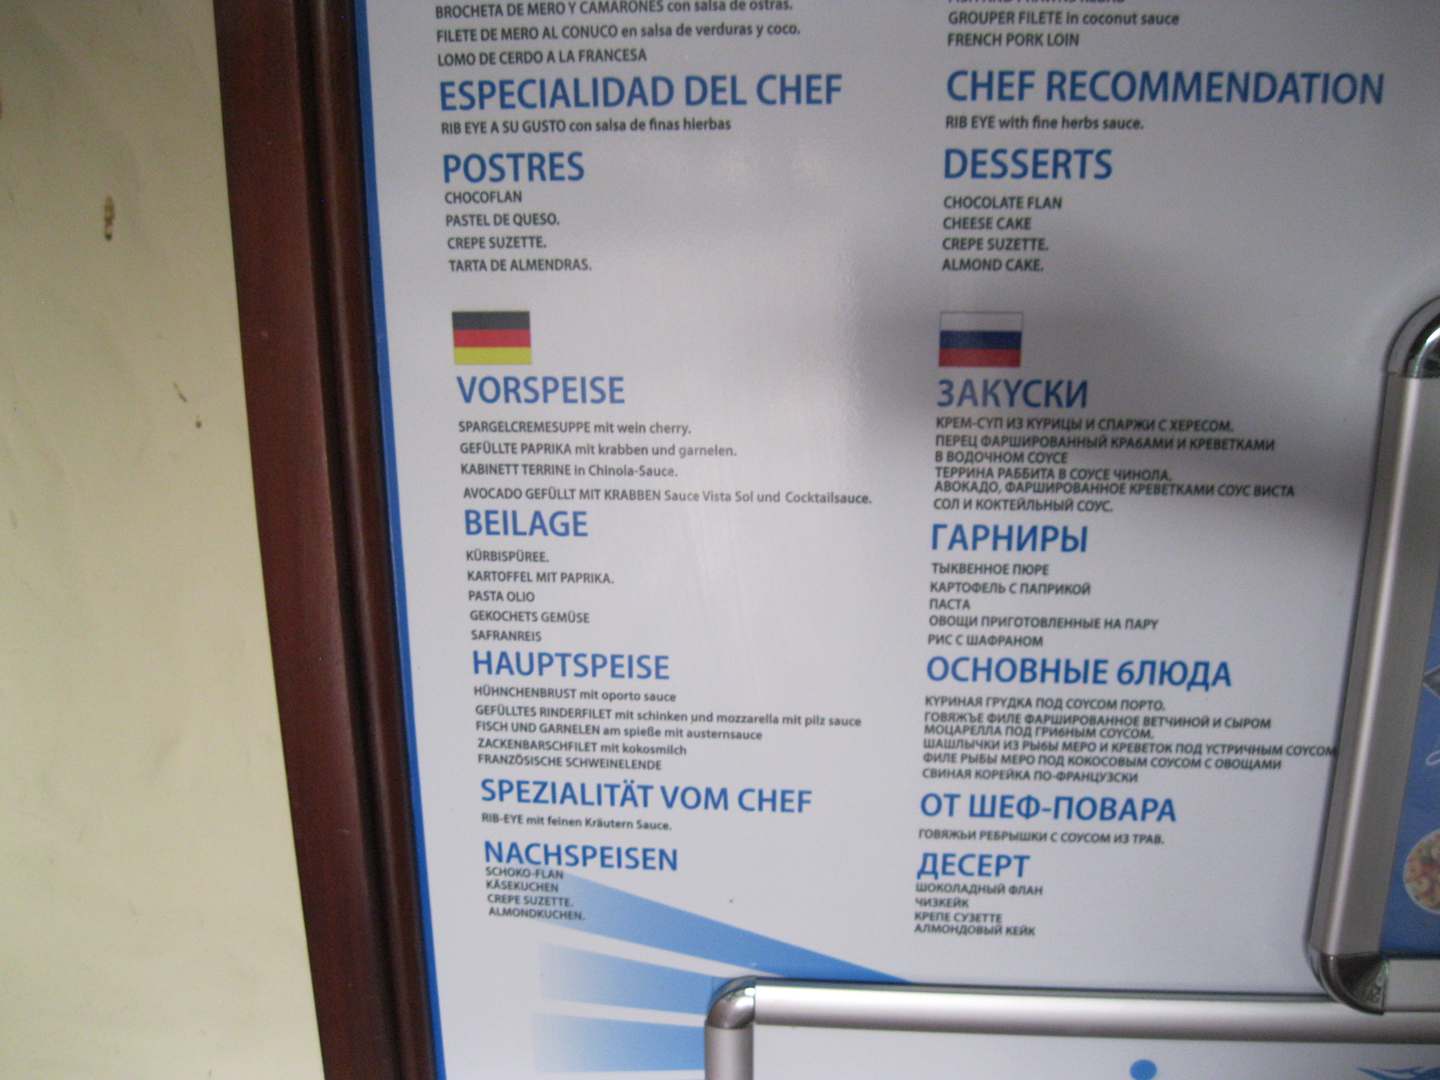 BROCHETA DE MERO Y CAMARONES con salsa de ostras.
FILETE DE MERO AL CONUCO en salsa de verduras y coco.
LOMO DE CERDO A LA FRANCESA
ESPECIALIDAD DEL CHEF
RIB EYE A SU GUSTO con salsa de finas hierbas
POSTRES
CHOCOFLAN
PASTEL DE QUESO.
CREPE SUZETTE.
TARTA DE ALMENDRAS.
GROUPER FILETE in coconut sauce
FRENCH PORK LOIN
CHEF RECOMMENDATION
RIB EYE with fine herbs sauce.
DESSERTS
CHOCOLATE FLAN
CHEESE CAKE
CREPE SUZETTE.
ALMOND CAKE.
VORSPEISE
SPARGELCREMESUPPE mit wein cherry.
GEFÜLLTE PAPRIKA mit krabben und garnelen.
KABINETT TERRINE in Chinola-Sauce.
AVOCADO GEFÜLLT MIT KRABBEN Sauce Vista Sol und Cocktailsauce.
BEILAGE
KÜRBISPÜREE.
KARTOFFEL MIT PAPRIKA.
PASTA OLIO
GEKOCHETS GEMÜSE
SAFRANREIS
HAUPTSPEISE
HÜHNCHENBRUST mit oporto sauce
GEFÜLLTES RINDERFILET mit schinken und mozzarella mit pilz sauce
FISCH UND GARNELEN am spieße mit austernsauce
ZACKENBARSCHFILET mit kokosmilch
FRANZÖSISCHE SCHWEINELENDE
SPEZIALITÄT VOM CHEF
RIB-EYE mit feinen Kräutern Sauce.
NACHSPEISEN
SCHOKO-FLAN
KÄSEKUCHEN
CREPE SUZETTE.
ALMONDKUCHEN.
ЗАКУСКИ
КРЕМ-СУП ИЗ КУРИЦЫ И СПАРЖИ С ХЕРЕСОМ.
ПЕРЕЦ ФАРШИРОВАННЫЙ КРА6АМИ И КРЕВЕТКАМИ
В ВОДОЧНОМ СОУСЕ
ТЕРРИНА РАББИТА В СОУСЕ ЧИНОЛА.
АВОКАДО, ФАРШИРОВАННОЕ КРЕВЕТКАМИ СОУС ВИСТА
СОЛ И КОКТЕЙЛЬНЫЙ СОУС.
ГАРНИРЫ
ТЫКВЕННОЕ ПЮРЕ
КАРТОФЕЛЬ С ПАПРИКОЙ
ПАСТА
ОВОЩИ ПРИГОТОВЛЕННЫЕ НА ПАРУ
РИС С ШАФРАНОМ
ОСНОВНЫЕ 6ЛЮДА
КУРИНАЯ ГРУДКА ПОД СОУСОМ ПОРТО.
ГОВЯЖЪЕ ФИЛЕ ФАРШИРОВАННОЕ ВЕТЧИНОЙ И СЫРОМ
МОЦАРЕЛЛА ПОД ГРИ6НЫМ СОУСОМ.
ШАШЛЫЧКИ ИЗ РЫ6Ы МЕРО И КРЕВЕТОК ПОД УСТРИЧНЫМ СОУСОМ
ФИЛЕ РЫБЫ МЕРО ПОД КОКОСОВЫМ СОУСОМ С ОВОЩАМИ
СВИНАЯ КОРЕЙКА ПО-ФРАНЦУЗСКИ
ОТ ШЕФ-ПОВАРА
ГОВЯЖЬИ РЕБРЫШКИ С СОУСОМ ИЗ ТРАВ.
ДЕСЕРТ
ШОКОЛАДНЫЙ ФЛАН
ЧИЗКЕЙК
КРЕПЕ СУЗЕТТЕ
АЛМОНДОВЫЙ КЕЙК